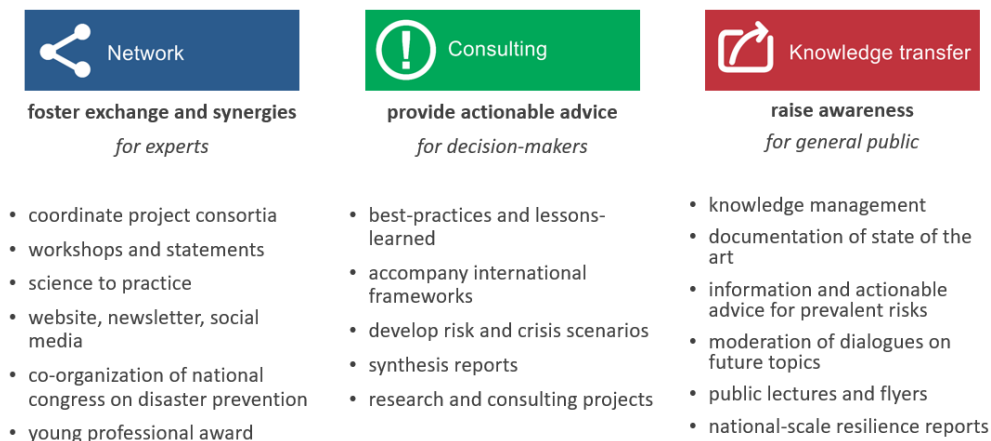 Network
foster exchange and synergies
for experts
• coordinate project consortia
• workshops and statements
• science to practice
• website, newsletter, social
media
• co-organization of national
congress on disaster prevention
• young professional award
Consulting
provide actionable advice
for decision-makers
• best-practices and lessons-
learned
• accompany international
frameworks
• develop risk and crisis scenarios
• synthesis reports
• research and consulting projects
Knowledge transfer
raise awareness
for general public
• knowledge management
• documentation of state of the
art
• information and actionable
advice for prevalent risks
• moderation of dialogues on
future topics
• public lectures and flyers
• national-scale resilience reports